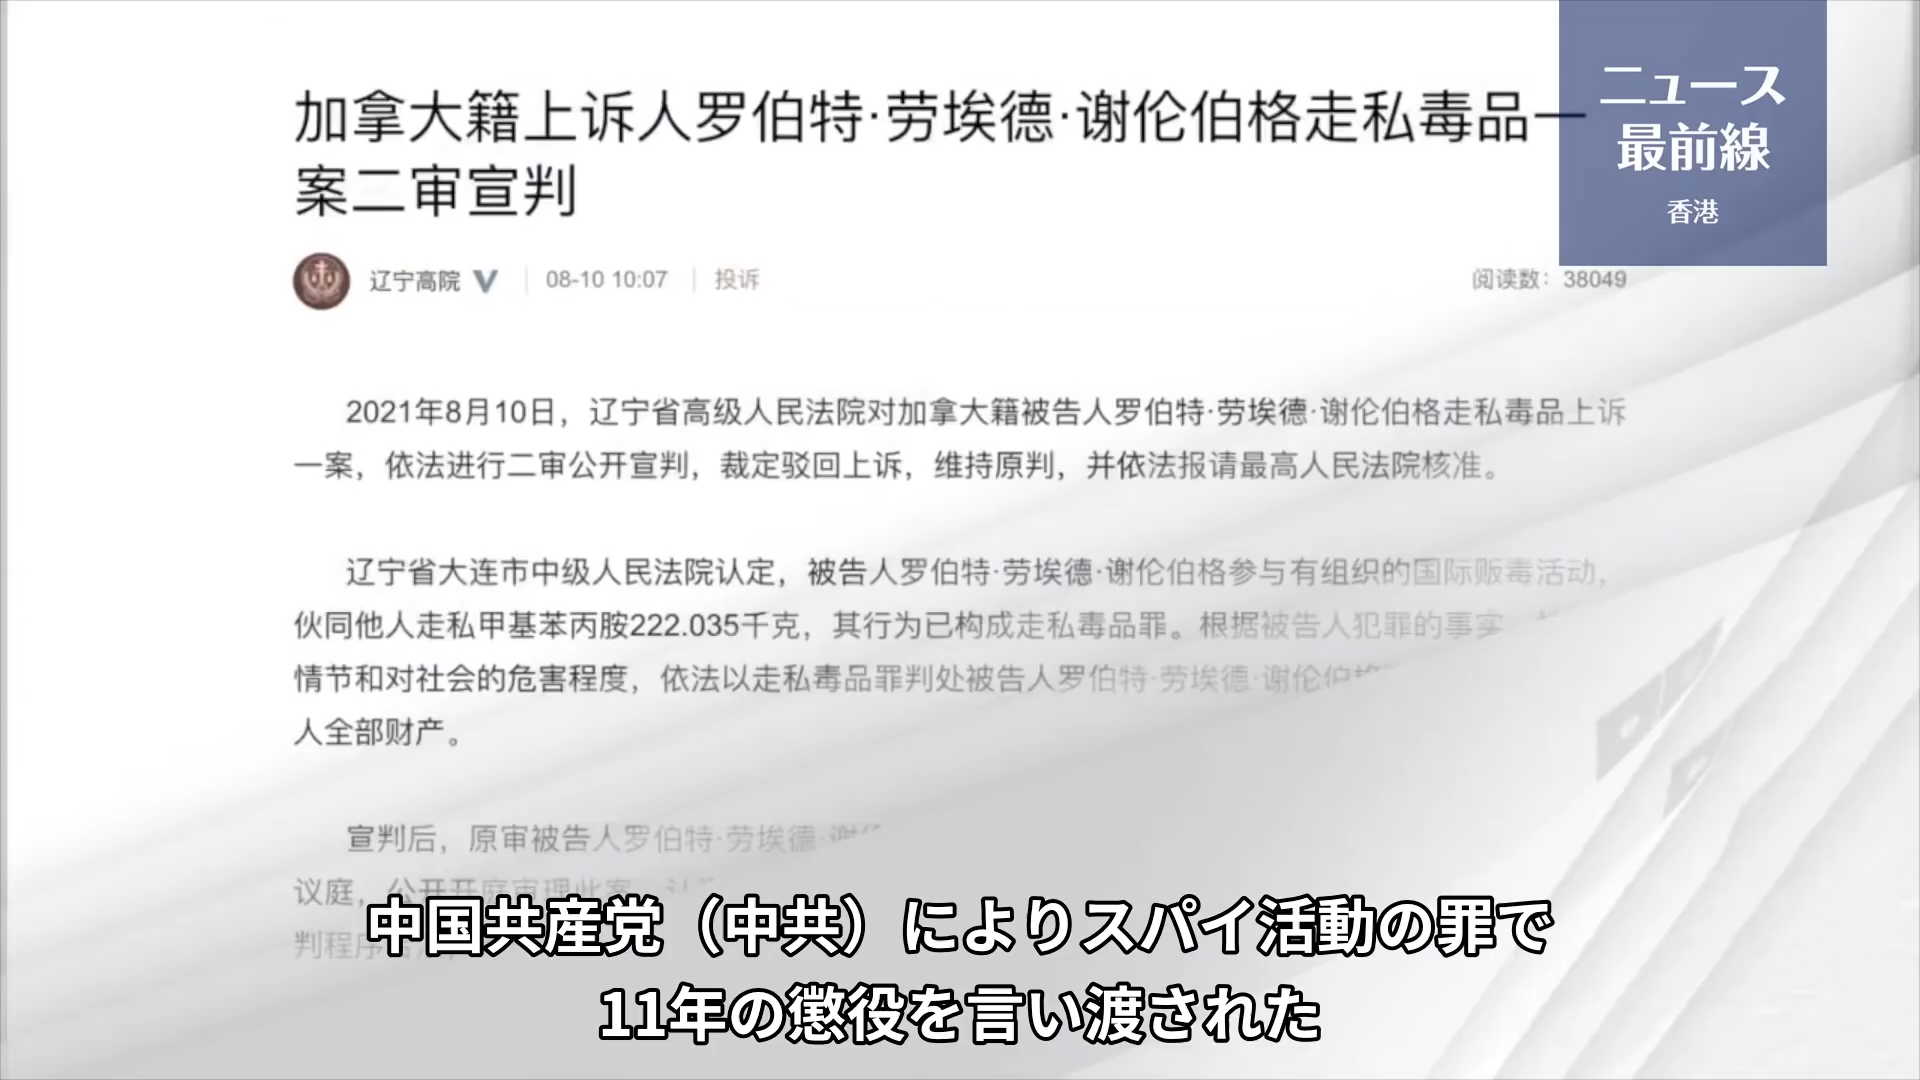 加拿大籍上诉人罗伯特·劳埃德·谢伦伯格走私毒品一
案二审宣判
ニュース
最前線
香港
辽宁高院 08-10 10:07 投诉 阅读数：38049
2021年8月10日，辽宁省高级人民法院对加拿大籍被告人罗伯特·劳埃德·谢伦伯格走私毒品上诉
一案，依法进行二审公开宣判，裁定驳回上诉，维持原判，并依法报请最高人民法院核准。
辽宁省大连市中级人民法院认定，被告人罗伯特·劳埃德·谢伦伯格参与有组织的国际贩毒活动，
伙同他人走私甲基苯丙胺222.035千克，其行为已构成走私毒品罪。根据被告人犯罪的事实
情节和对社会的危害程度，依法以走私毒品罪判处被告人罗伯特·劳埃德·谢伦伯格
人全部财产。
宣判后，原审被告人罗伯特·劳埃德·谢伦
议庭，公开开庭审理此案
判程序
中国共産党（中共）によりスパイ活動の罪で
11年の懲役を言い渡された